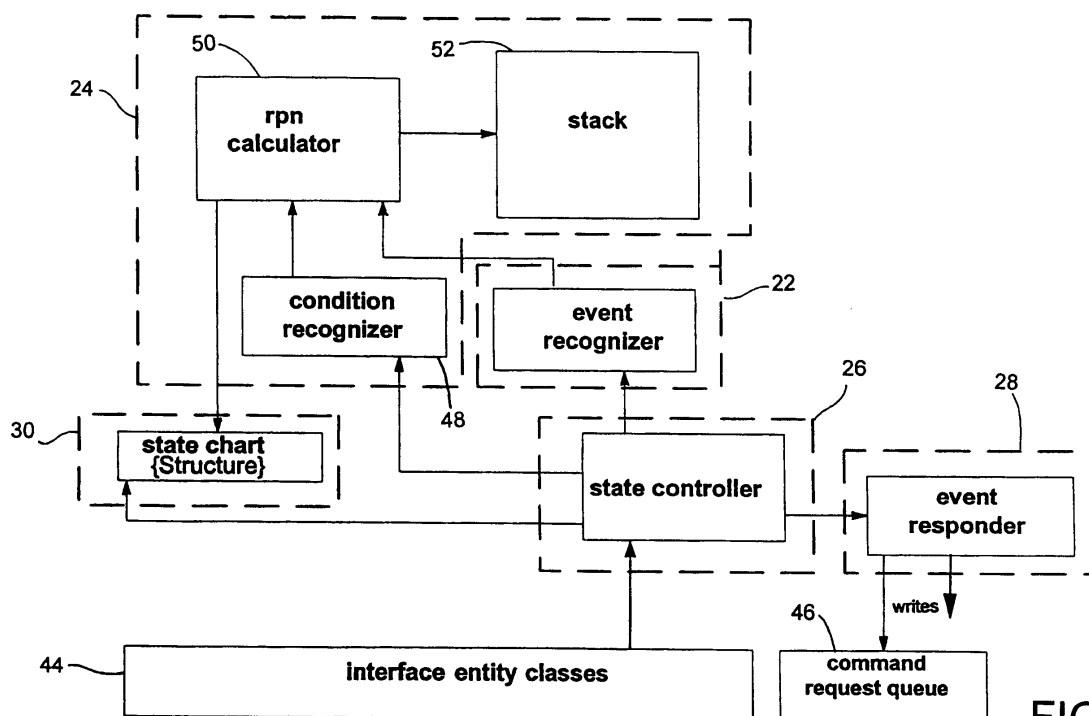 50
52
24
rpn
calculator
stack
22
condition
recognizer
event
recognizer
48
26
28
30
state chart
{Structure}
state controller
event
responder
writes
46
44
interface entity classes
command
request queue
FIG